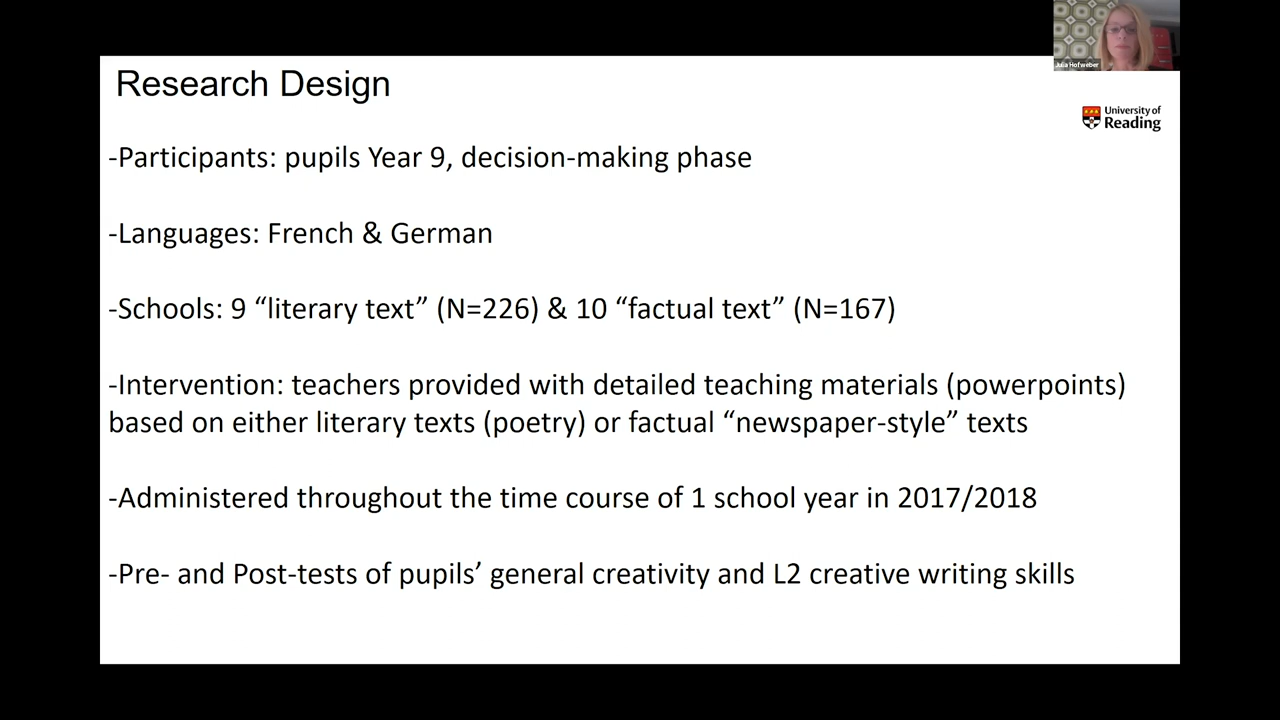 Julia Hofweber
Research Design
University of
Reading
-Participants: pupils Year 9, decision-making phase
-Languages: French & German
-Schools: 9 “literary text” (N=226) & 10 “factual text” (N=167)
-Intervention: teachers provided with detailed teaching materials (powerpoints)
based on either literary texts (poetry) or factual “newspaper-style” texts
-Administered throughout the time course of 1 school year in 2017/2018
-Pre- and Post-tests of pupils’ general creativity and L2 creative writing skills